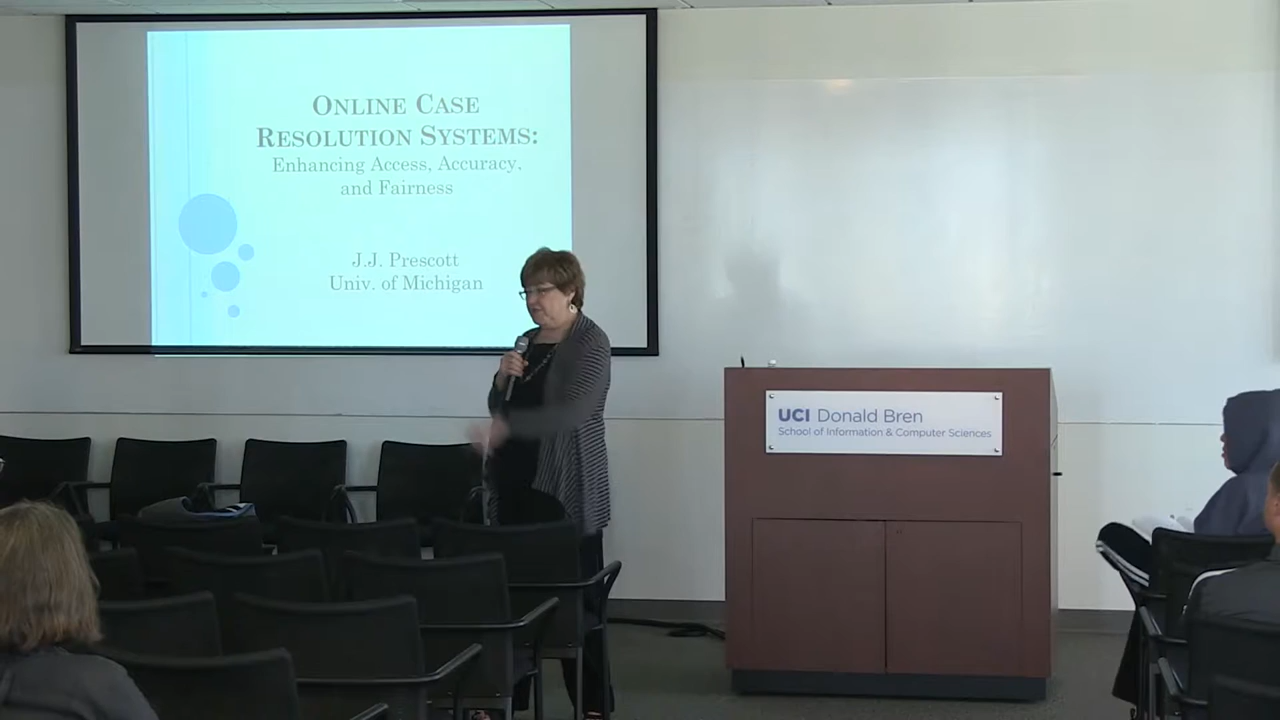 ONLINE CASE
RESOLUTION SYSTEMS:
Enhancing Access, Accuracy,
and Fairness
J.J. Prescott
Univ. of Michigan
UCI Donald Bren
School of Information & Computer Sciences